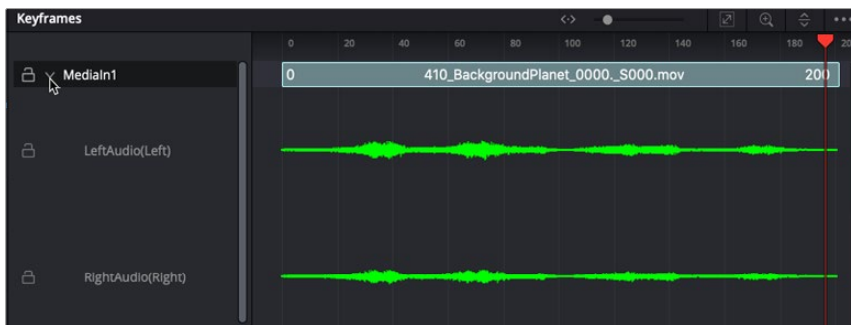 Keyframes
0 20 40 60 80 100 120 140 160 180 20
MediaIn1
0 410_BackgroundPlanet_0000._S000.mov 200
LeftAudio(Left)
RightAudio(Right)